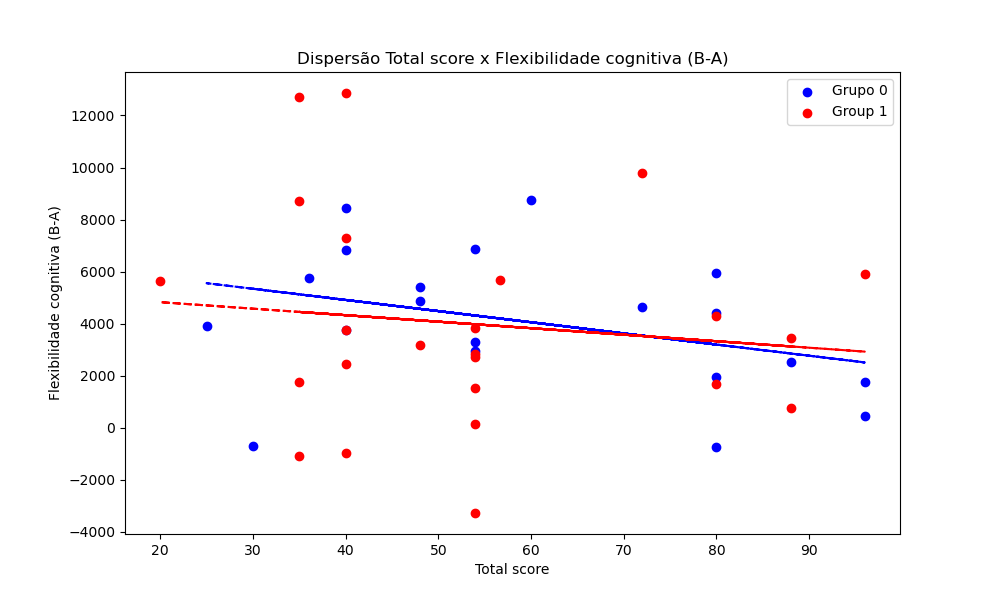 Dispersão Total score x Flexibilidade cognitiva (B-A)
Grupo 0
Group 1
Flexibilidade cognitiva (B-A)
12000
10000
8000
6000
4000
2000
0
−2000
−4000
20 30 40 50 60 70 80 90
Total score